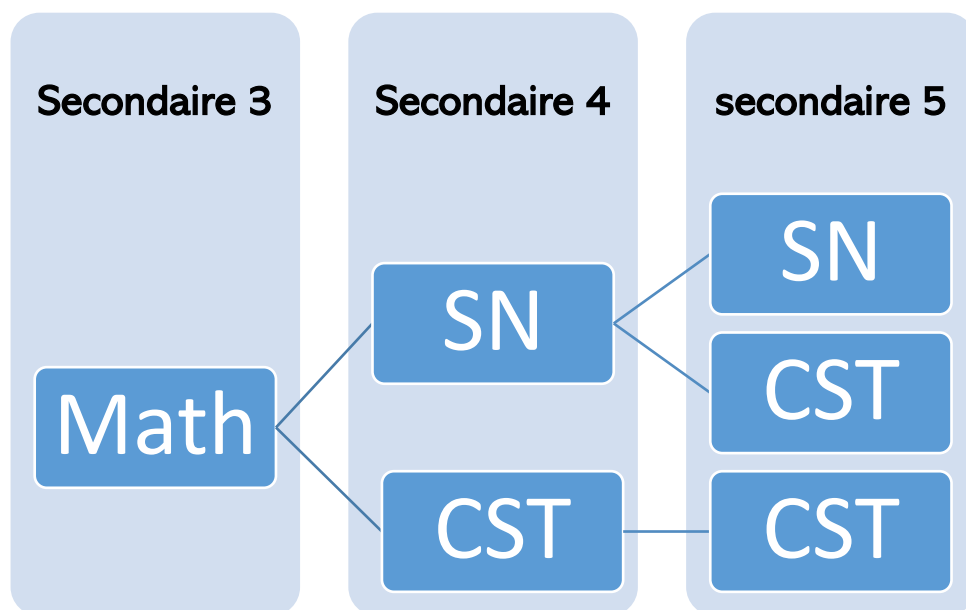 Secondaire 3
Secondaire 4
secondaire 5
Math
SN
CST
SN
CST
CST